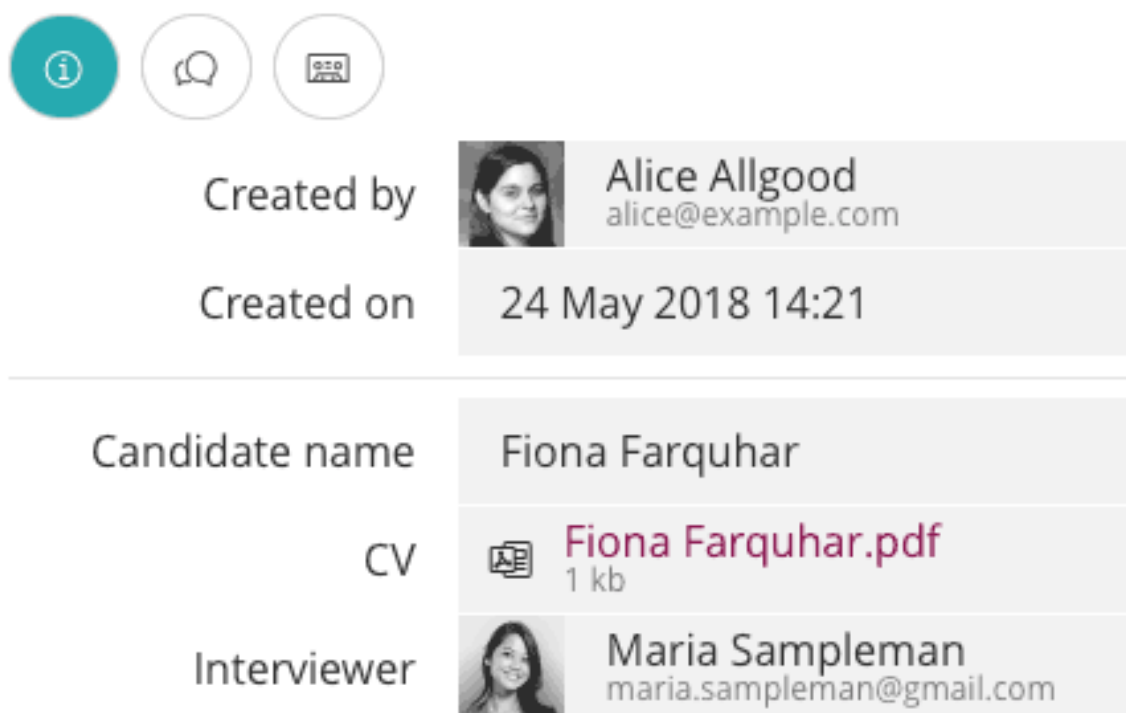 Created by
Alice Allgood
alice@example.com
Created on
24 May 2018 14:21
Candidate name
Fiona Farquhar
CV
Fiona Farquhar.pdf
1 kb
Interviewer
Maria Sampleman
maria.sampleman@gmail.com